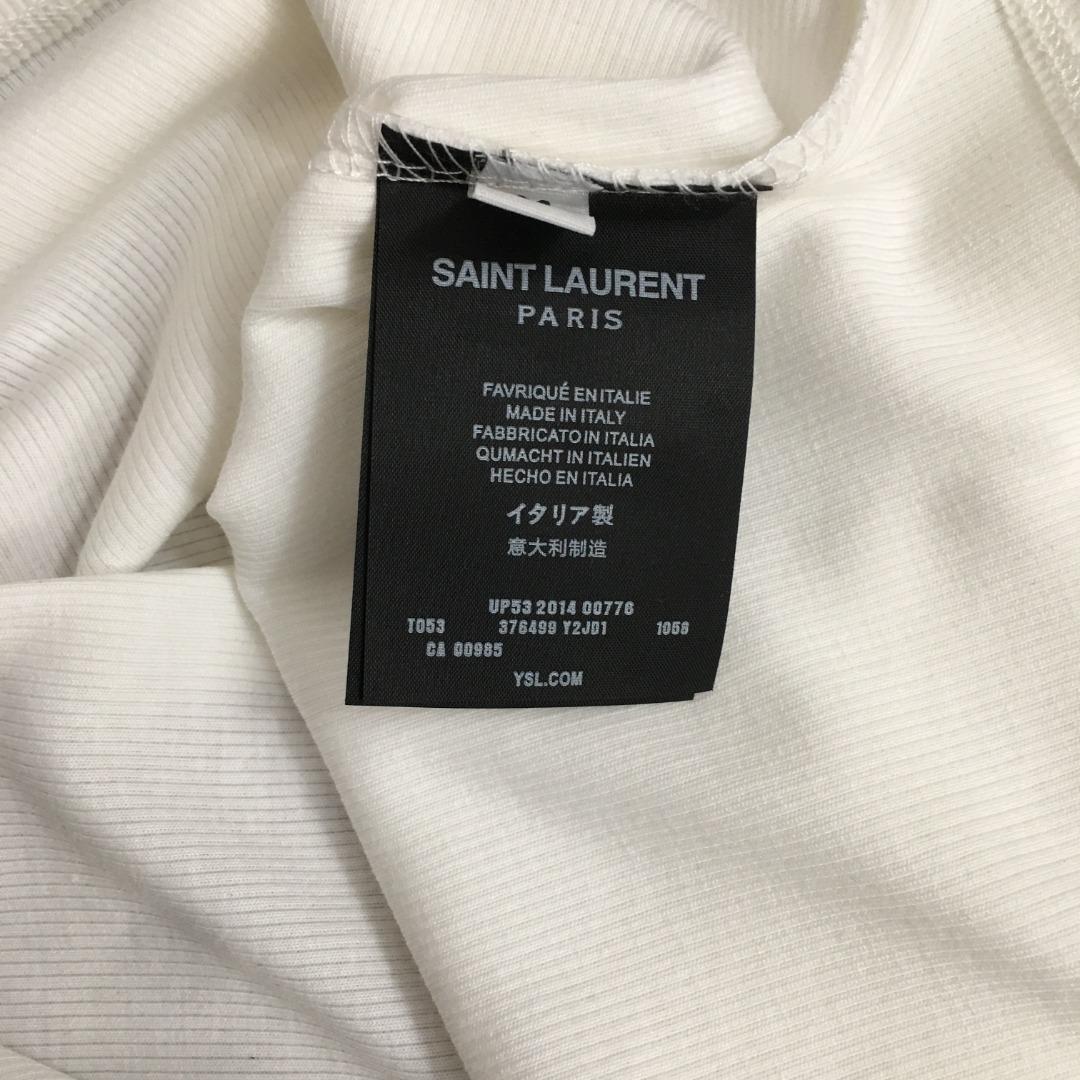 SAINT LAURENT
PARIS
FAVRIQUÉ EN ITALIE
MADE IN ITALY
FABBRICATO IN ITALIA
QUMACHT IN ITALIEN
HECHO EN ITALIA
イタリア製
意大利制造
UP53 2014 00776
T053 376499 Y2JD1 1058
CA 00985
YSL.COM